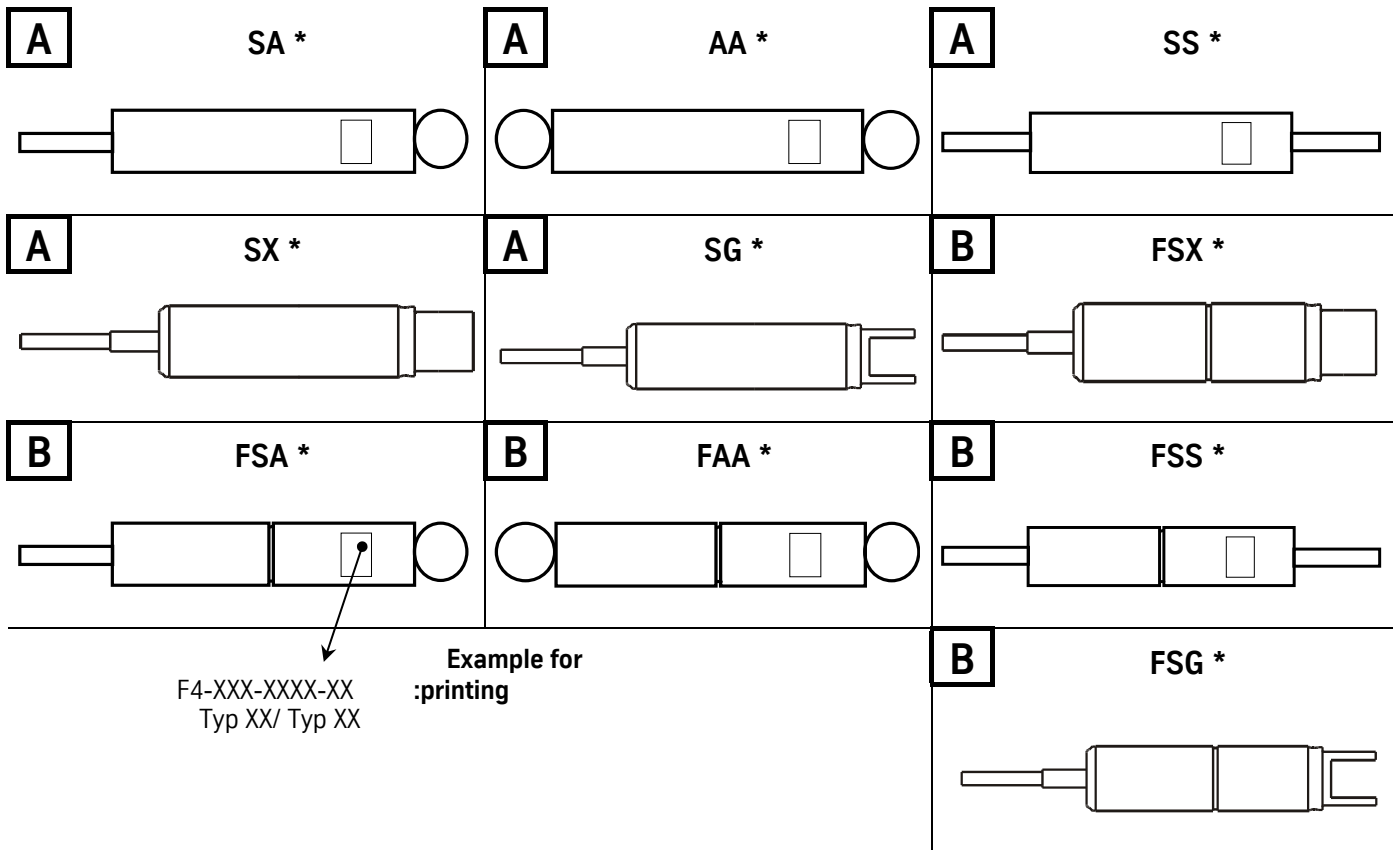 A
SA *
A
AA *
A
SS *
A
SX *
A
SG *
B
FSX *
B
FSA *
B
FAA *
B
FSS *
F4-XXX-XXXX-XX
Typ XX/ Typ XX
Example for
:printing
B
FSG *